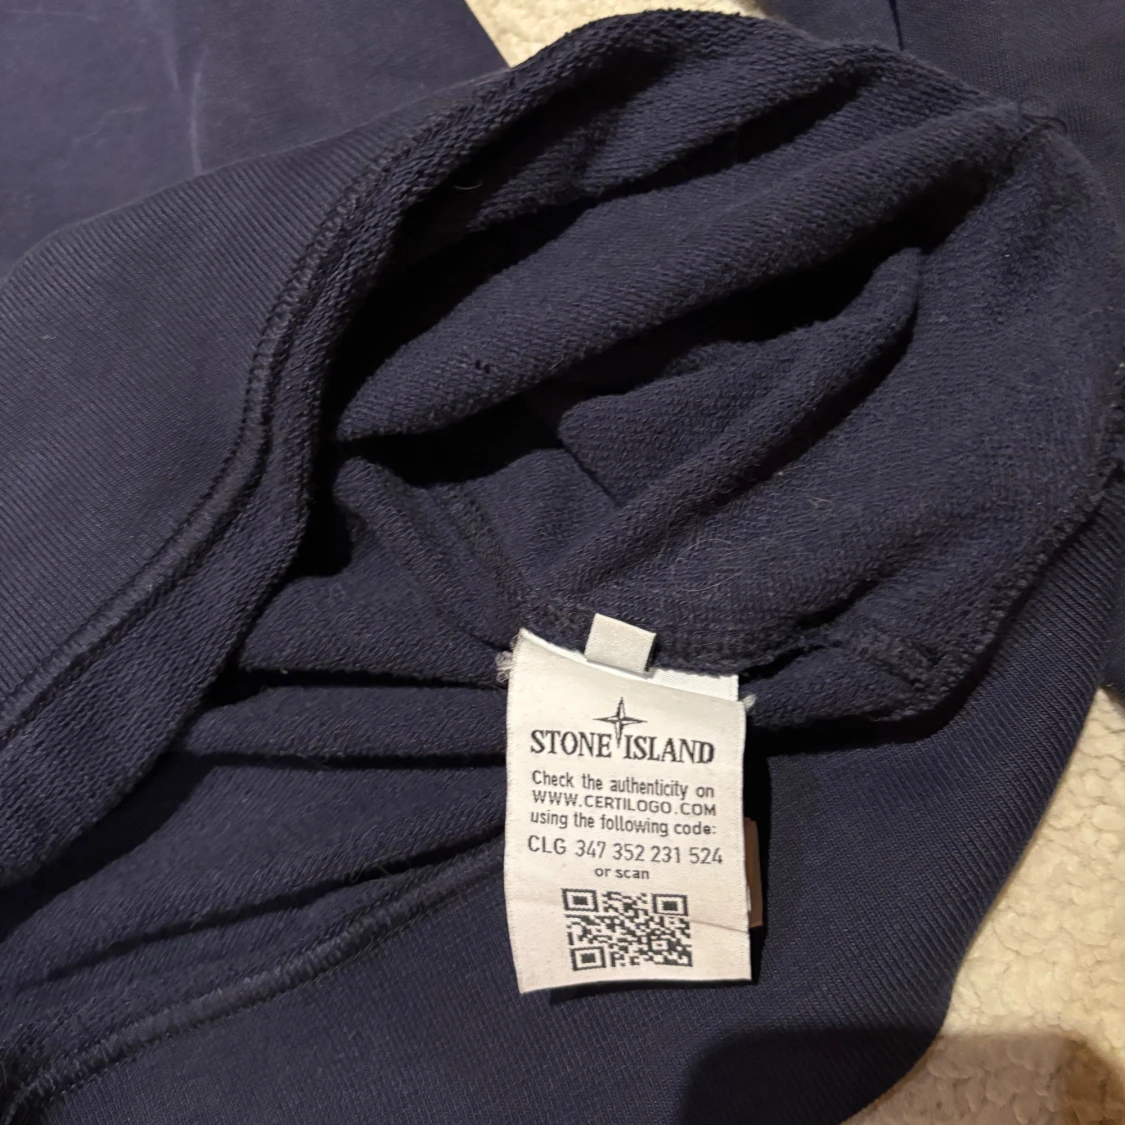 STONE ISLAND
Check the authenticity on
WWW.CERTILOGO.COM
using the following code:
CLG 347 352 231 524
or scan